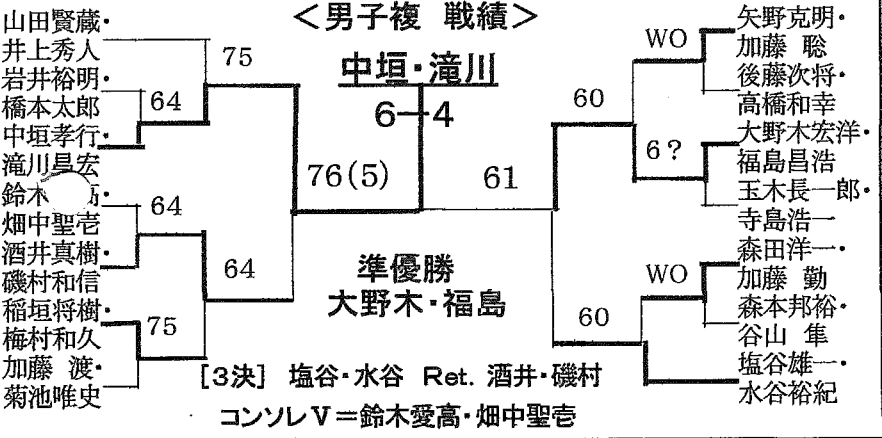 ＜男子複 戦績＞
山田賢蔵・
井上秀人
岩井裕明・
橋本太郎
中垣孝行・
滝川昌宏
鈴木 高・
畑中聖壱
酒井真樹・
磯村和信
稲垣将樹・
梅村和久
加藤 渡・
菊池唯史
75
64
64
75
64
76(5)
中垣・滝川
6－4
61
60
60
WO
6？
WO
矢野克明・
加藤 聡
後藤次将・
高橋和幸
大野木宏洋・
福島昌浩
玉木長一郎・
寺島浩一
森田洋一・
加藤 勤
森本邦裕・
谷山 隼
塩谷雄一・
水谷裕紀
準優勝
大野木・福島
[3決] 塩谷・水谷 Ret. 酒井・磯村
コンソレV＝鈴木愛高・畑中聖壱